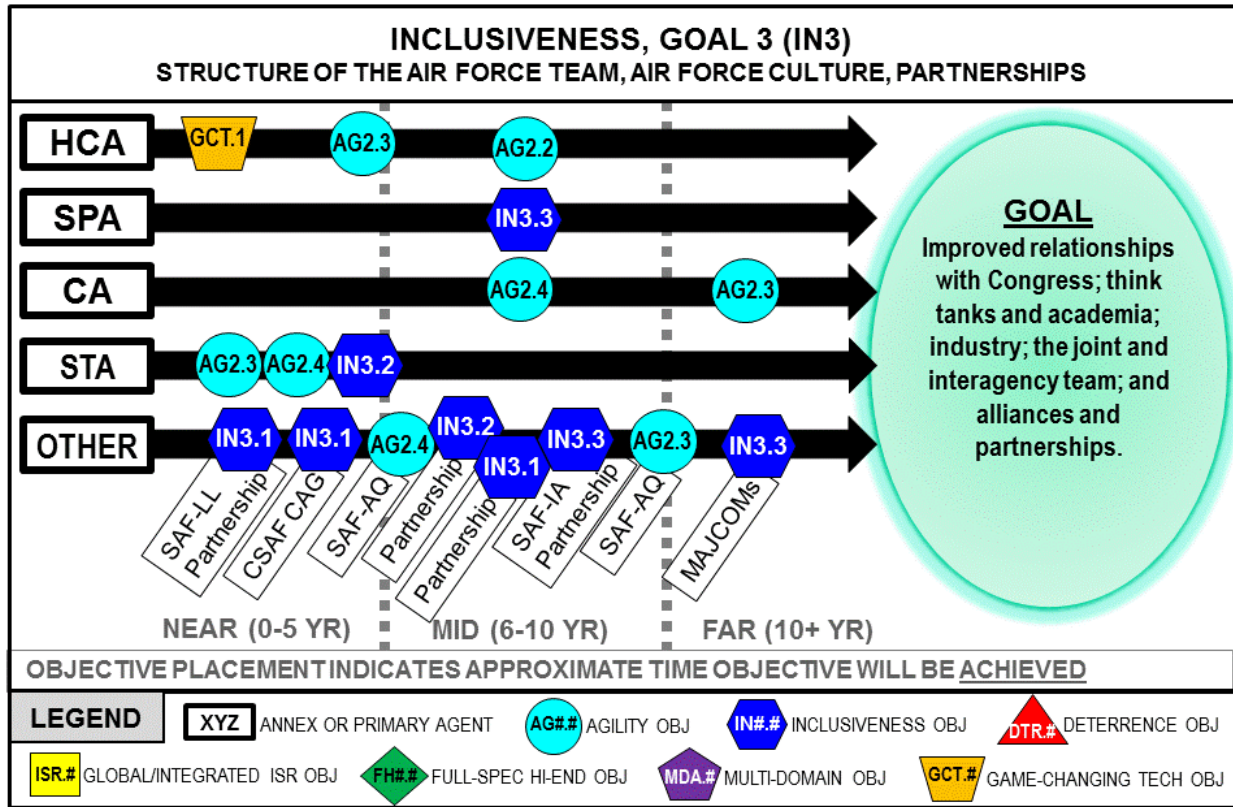 INCLUSIVENESS, GOAL 3 (IN3)
STRUCTURE OF THE AIR FORCE TEAM, AIR FORCE CULTURE, PARTNERSHIPS
HCA
GCT.1
AG2.3
AG2.2
SPA
IN3.3
CA
AG2.4
AG2.3
STA
AG2.3
AG2.4
IN3.2
OTHER
IN3.1
IN3.1
AG2.4
IN3.2
IN3.1
IN3.3
AG2.3
IN3.3
SAF-LL
Partnership
CSAF CAG
SAF-AQ
Partnership
Partnership
SAF-IA
Partnership
SAF-AQ
MAJCOMs
GOAL
Improved relationships
with Congress; think
tanks and academia;
industry; the joint and
interagency team; and
alliances and
partnerships.
NEAR (0-5 YR)
MID (6-10 YR)
FAR (10+ YR)
OBJECTIVE PLACEMENT INDICATES APPROXIMATE TIME OBJECTIVE WILL BE ACHIEVED
LEGEND
XYZ ANNEX OR PRIMARY AGENT
AG#.# AGILITY OBJ
IN#.# INCLUSIVENESS OBJ
DTR.# DETERRENCE OBJ
ISR.# GLOBAL/INTEGRATED ISR OBJ
FH#.# FULL-SPEC HI-END OBJ
MDA.# MULTI-DOMAIN OBJ
GCT.# GAME-CHANGING TECH OBJ